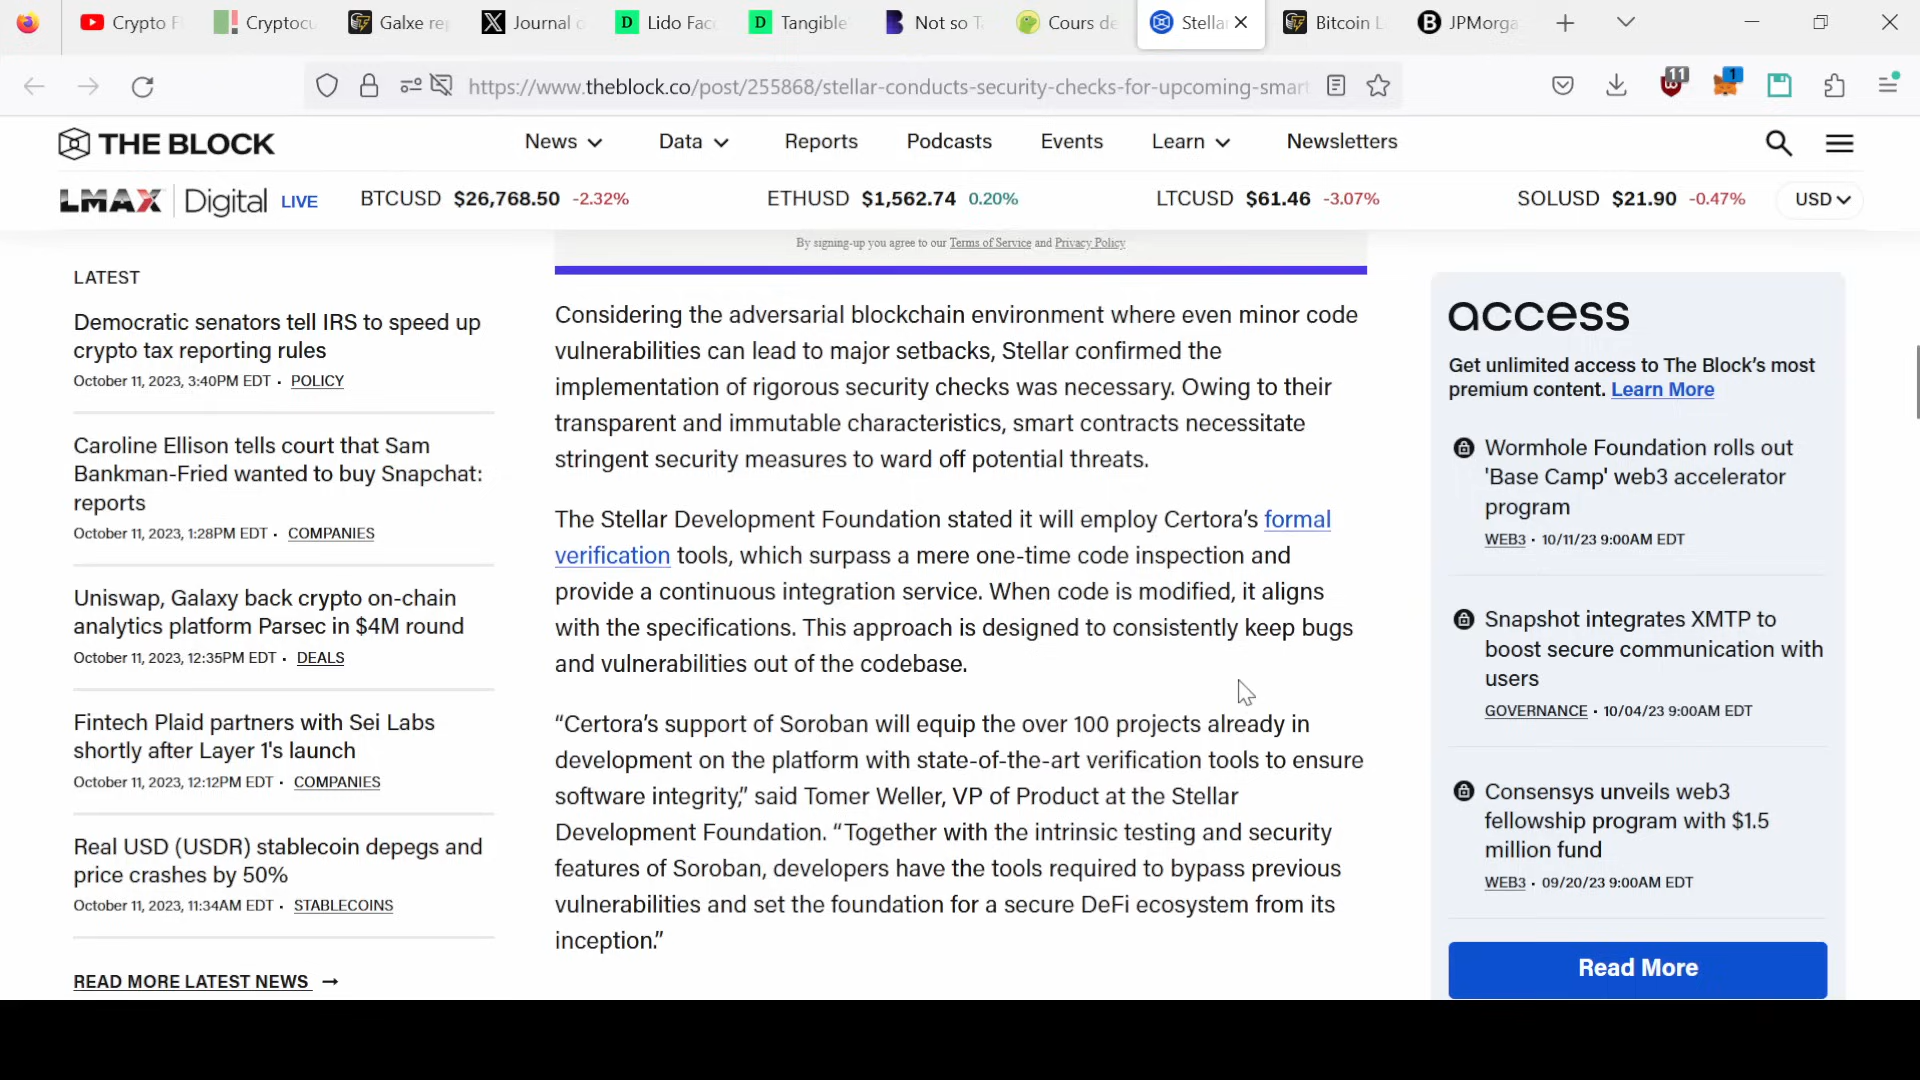 Crypto F
Cryptocu
Galxe re
Journal o
Lido Fac
Tangible
Not so T
Cours de
Stellar
Bitcoin L
JPMorga
https://www.theblock.co/post/255868/stellar-conducts-security-checks-for-upcoming-smart
11
1
THE BLOCK
News
Data
Reports
Podcasts
Events
Learn
Newsletters
LMAX Digital LIVE
BTCUSD $26,768.50 -2.32%
ETHUSD $1,562.74 0.20%
LTCUSD $61.46 -3.07%
SOLUSD $21.90 -0.47%
USD
LATEST
Democratic senators tell IRS to speed up
crypto tax reporting rules
October 11, 2023, 3:40PM EDT · POLICY
Caroline Ellison tells court that Sam
Bankman-Fried wanted to buy Snapchat:
reports
October 11, 2023, 1:28PM EDT · COMPANIES
Uniswap, Galaxy back crypto on-chain
analytics platform Parsec in $4M round
October 11, 2023, 12:35PM EDT · DEALS
Fintech Plaid partners with Sei Labs
shortly after Layer 1's launch
October 11, 2023, 12:12PM EDT · COMPANIES
Real USD (USDR) stablecoin depegs and
price crashes by 50%
October 11, 2023, 11:34AM EDT · STABLECOINS
READ MORE LATEST NEWS →
By signing-up you agree to our Terms of Service and Privacy Policy
Considering the adversarial blockchain environment where even minor code
vulnerabilities can lead to major setbacks, Stellar confirmed the
implementation of rigorous security checks was necessary. Owing to their
transparent and immutable characteristics, smart contracts necessitate
stringent security measures to ward off potential threats.
The Stellar Development Foundation stated it will employ Certora’s formal
verification tools, which surpass a mere one-time code inspection and
provide a continuous integration service. When code is modified, it aligns
with the specifications. This approach is designed to consistently keep bugs
and vulnerabilities out of the codebase.
“Certora’s support of Soroban will equip the over 100 projects already in
development on the platform with state-of-the-art verification tools to ensure
software integrity,” said Tomer Weller, VP of Product at the Stellar
Development Foundation. “Together with the intrinsic testing and security
features of Soroban, developers have the tools required to bypass previous
vulnerabilities and set the foundation for a secure DeFi ecosystem from its
inception.”
access
Get unlimited access to The Block’s most
premium content. Learn More
Wormhole Foundation rolls out
'Base Camp' web3 accelerator
program
WEB3 · 10/11/23 9:00AM EDT
Snapshot integrates XMTP to
boost secure communication with
users
GOVERNANCE · 10/04/23 9:00AM EDT
Consensys unveils web3
fellowship program with $1.5
million fund
WEB3 · 09/20/23 9:00AM EDT
Read More